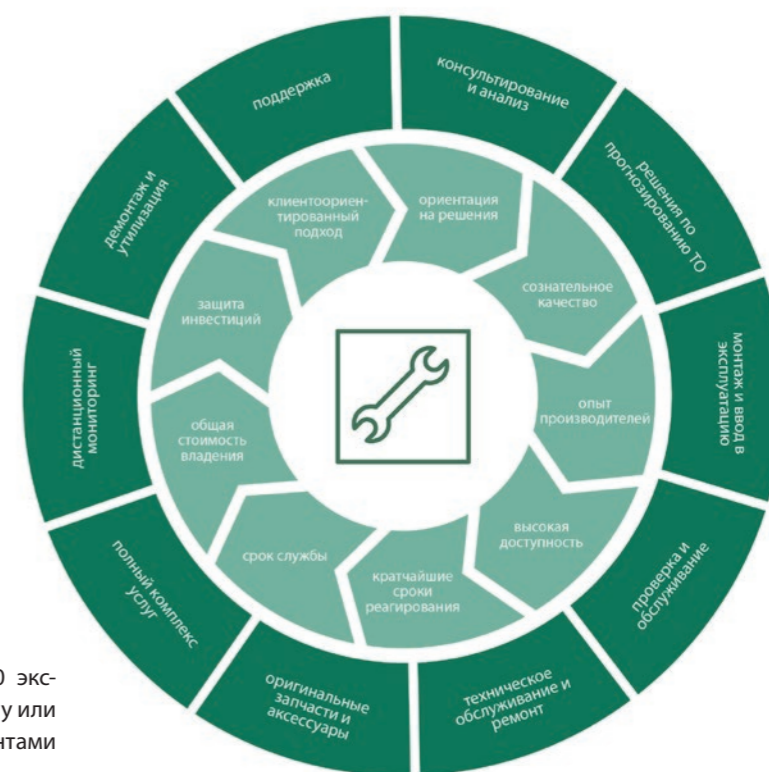 поддержка
консультирование
и анализ
решения по
прогнозированию ТО
монтаж и ввод в
эксплуатацию
проверка и
обслуживание
техническое
обслуживание и
ремонт
оригинальные
запчасти и
аксессуары
полный комплекс
услуг
дистанционный
мониторинг
демонтаж и
утилизация
клиентоориен-
тированный
подход
ориентация
на решения
сознательное
качество
опыт
производителей
высокая
доступность
кратчайшие
сроки
реагирования
срок службы
общая
стоимость
владения
защита
инвестиций
0 экс-
у или
нтами